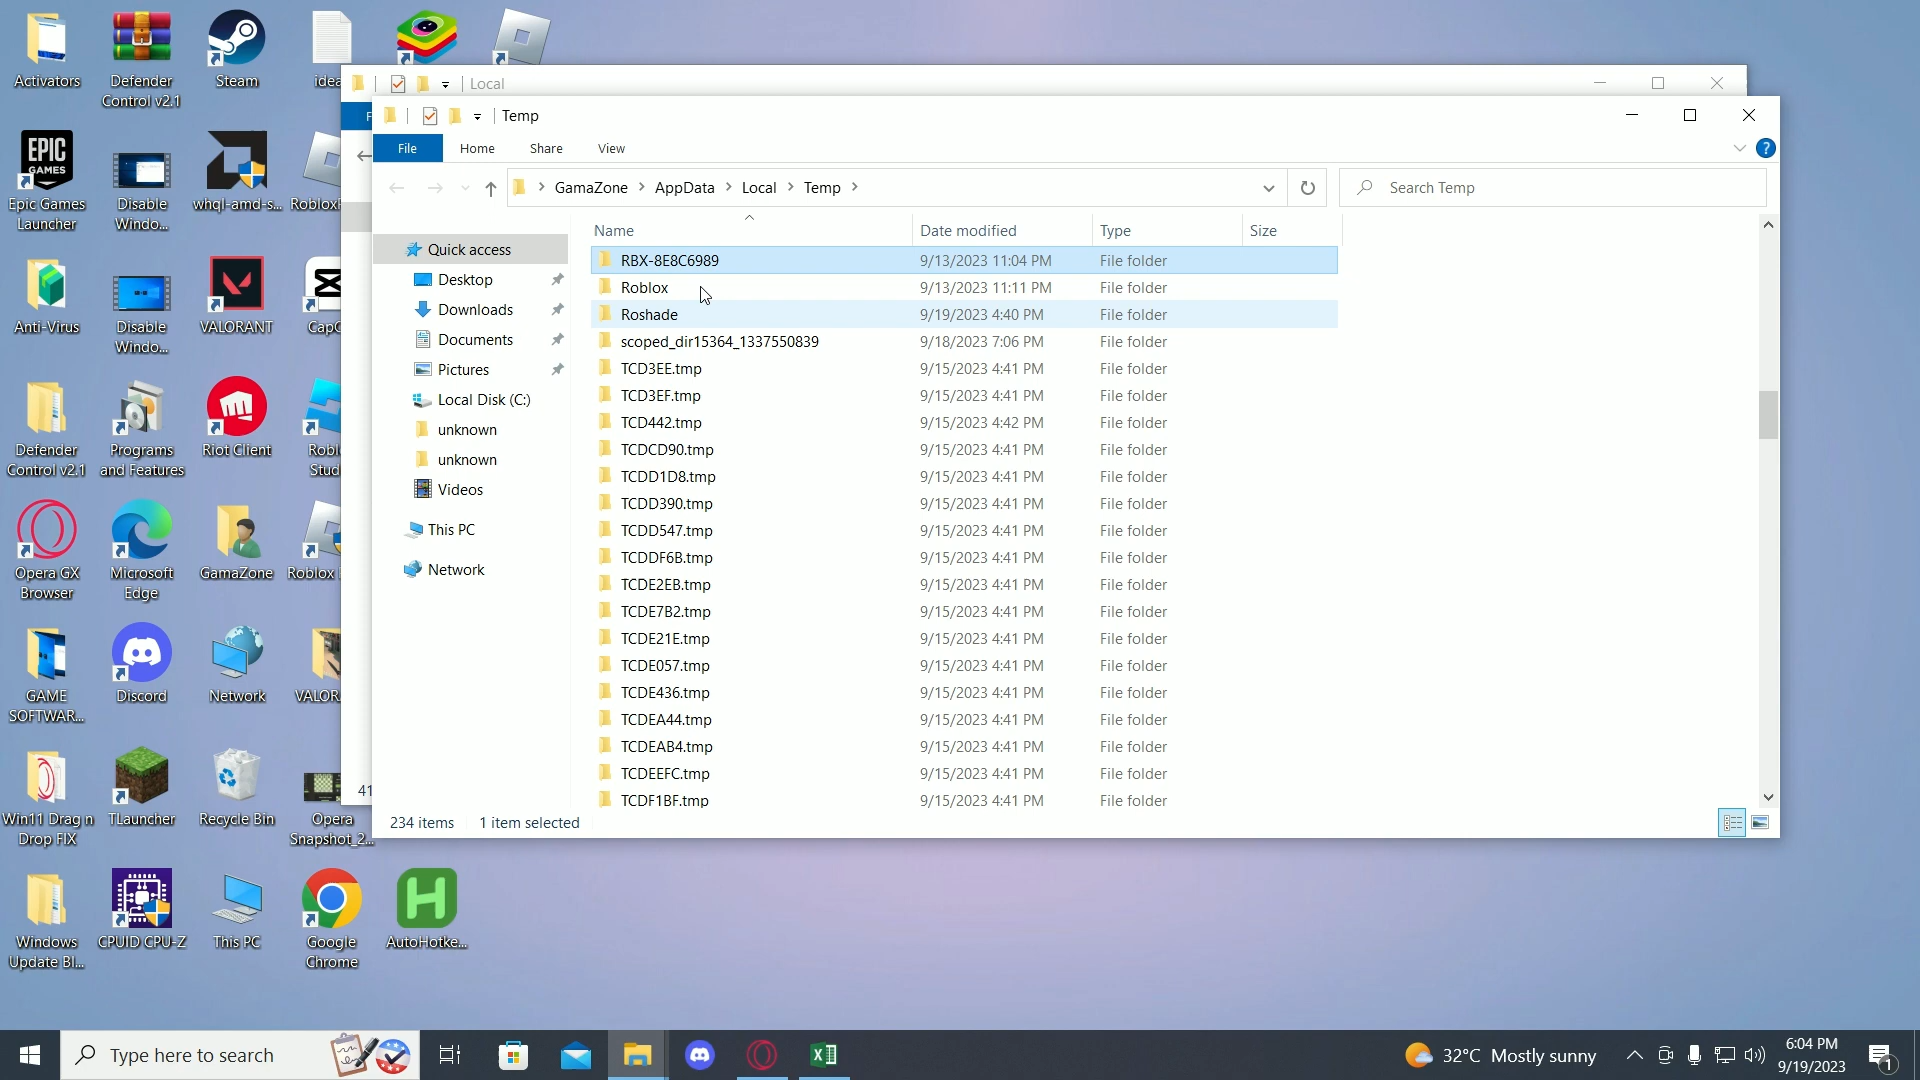 Activators
Defender
Control v2.1
Steam
idea
Local
Temp
File
Home
Share
View
GamaZone
AppData
Local
Temp
Search Temp
EPIC
GAMES
Epic Games
Launcher
Disable
Windo...
whql-amd-s...
Name
Date modified
Type
Size
Quick access
Desktop
Downloads
Documents
Pictures
Local Disk (C:)
unknown
unknown
Videos
This PC
Network
RBX-8E8C6989 9/13/2023 11:04 PM File folder
Roblox 9/13/2023 11:11 PM File folder
Roshade 9/19/2023 4:40 PM File folder
scoped_dir15364_1337550839 9/18/2023 7:06 PM File folder
TCD3EE.tmp 9/15/2023 4:41 PM File folder
TCD3EF.tmp 9/15/2023 4:41 PM File folder
TCD442.tmp 9/15/2023 4:42 PM File folder
TCDCD90.tmp 9/15/2023 4:41 PM File folder
TCDD1D8.tmp 9/15/2023 4:41 PM File folder
TCDD390.tmp 9/15/2023 4:41 PM File folder
TCDD547.tmp 9/15/2023 4:41 PM File folder
TCDDF6B.tmp 9/15/2023 4:41 PM File folder
TCDE2EB.tmp 9/15/2023 4:41 PM File folder
TCDE7B2.tmp 9/15/2023 4:41 PM File folder
TCDE21E.tmp 9/15/2023 4:41 PM File folder
TCDE057.tmp 9/15/2023 4:41 PM File folder
TCDE436.tmp 9/15/2023 4:41 PM File folder
TCDEA44.tmp 9/15/2023 4:41 PM File folder
TCDEAB4.tmp 9/15/2023 4:41 PM File folder
TCDEEFC.tmp 9/15/2023 4:41 PM File folder
TCDF1BF.tmp 9/15/2023 4:41 PM File folder
234 items 1 item selected
41
Anti-Virus
Disable
Windo...
VALORANT
CapC
Defender
Control v2.1
Programs
and Features
Riot Client
Robl
Stud
Opera GX
Browser
Microsoft
Edge
GamaZone
Roblox
GAME
SOFTWAR...
Discord
Network
VALOR
Win11 Drag n
Drop FIX
TLauncher
Recycle Bin
Opera
Snapshot_2...
Windows
Update Bl...
CPUID CPU-Z
This PC
Google
Chrome
AutoHotke...
Type here to search
32°C Mostly sunny
6:04 PM
9/19/2023
1